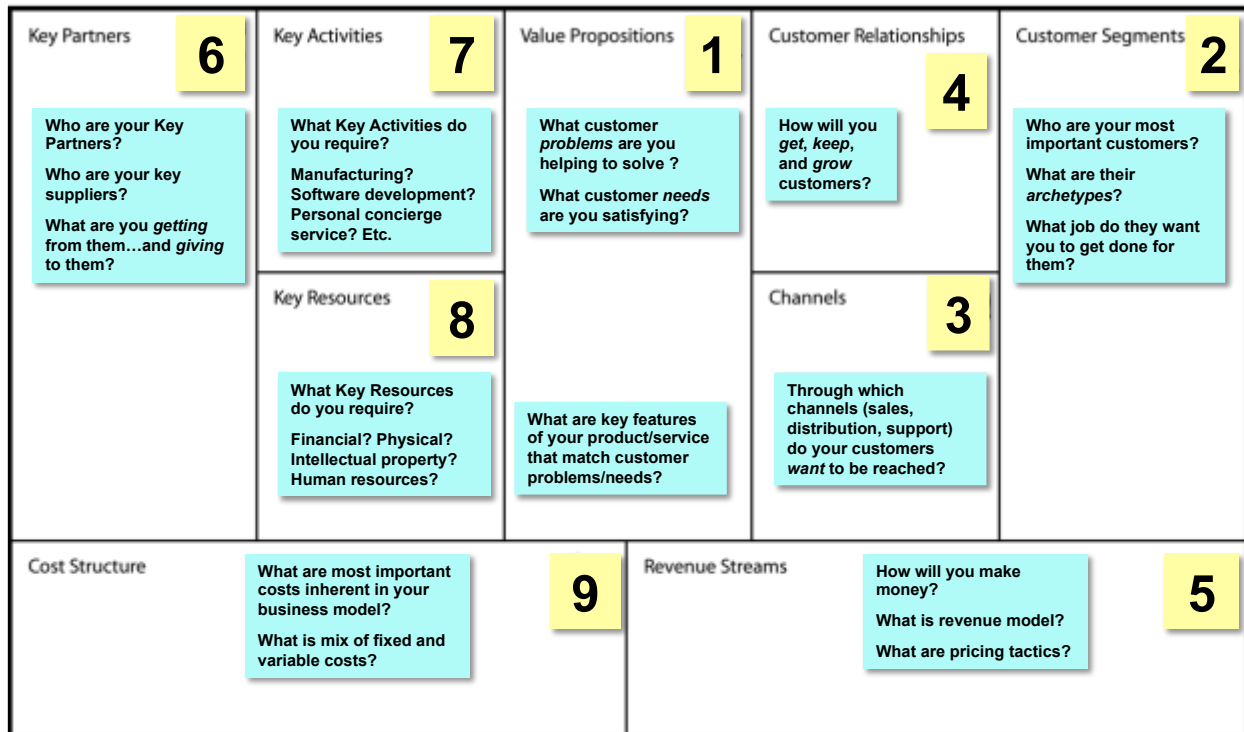 Key Partners
6
Who are your Key
Partners?
Who are your key
suppliers?
What are you getting
from them…and giving
to them?
Key Activities
7
What Key Activities do
you require?
Manufacturing?
Software development?
Personal concierge
service? Etc.
Key Resources
8
What Key Resources
do you require?
Financial? Physical?
Intellectual property?
Human resources?
Value Propositions
1
What customer
problems are you
helping to solve ?
What customer needs
are you satisfying?
What are key features
of your product/service
that match customer
problems/needs?
Customer Relationships
4
How will you
get, keep,
and grow
customers?
Channels
3
Through which
channels (sales,
distribution, support)
do your customers
want to be reached?
Customer Segments
2
Who are your most
important customers?
What are their
archetypes?
What job do they want
you to get done for
them?
Cost Structure
9
What are most important
costs inherent in your
business model?
What is mix of fixed and
variable costs?
Revenue Streams
5
How will you make
money?
What is revenue model?
What are pricing tactics?